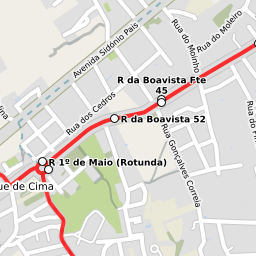 Avenida Sidónio Pais
Rua do Moinho
Rua do Moleiro
R da Boavista Fte
45
Rua dos Cedros
R da Boavista 52
Rua Gonçalves Correia
R 1º de Maio (Rotunda)
ue de Cima